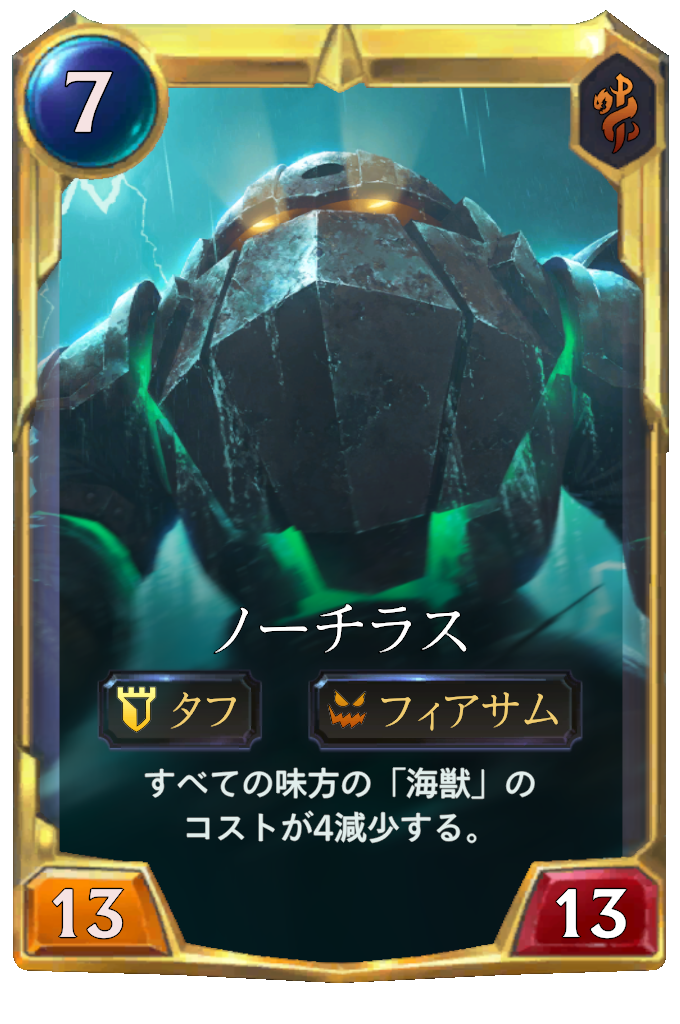 7
ノーチラス
タフ フィアサム
すべての味方の「海獣」の
コストが4減少する。
13 13